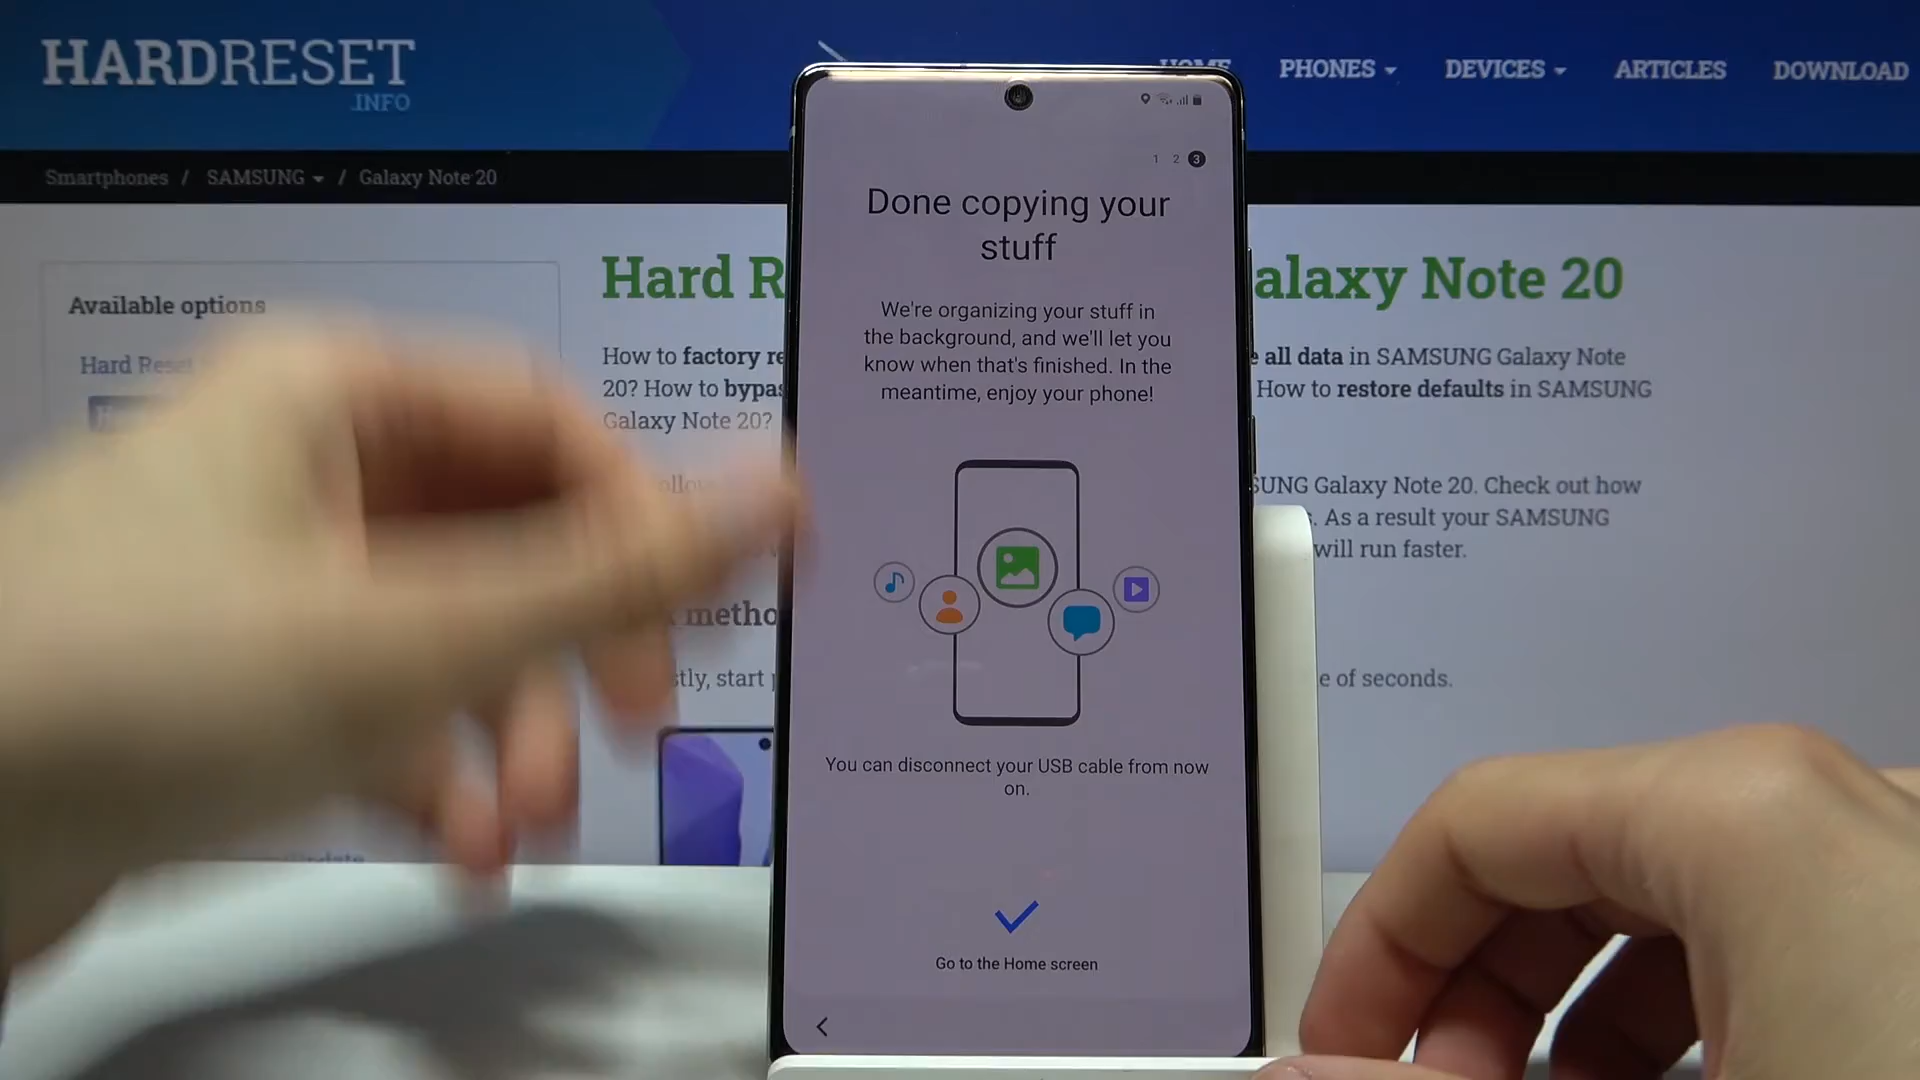 HARDRESET
.INFO
HOME
PHONES
DEVICES
ARTICLES
DOWNLOAD
Smartphones / SAMSUNG / Galaxy Note 20
Available options
Hard Reset
Hard R
alaxy Note 20
How to factory re
e all data in SAMSUNG Galaxy Note
20? How to bypas
How to restore defaults in SAMSUNG
Galaxy Note 20?
SUNG Galaxy Note 20. Check out how
. As a result your SAMSUNG
will run faster.
metho
tly, start
e of seconds.
1 2 3
Done copying your
stuff
We're organizing your stuff in
the background, and we'll let you
know when that's finished. In the
meantime, enjoy your phone!
You can disconnect your USB cable from now
on.
Go to the Home screen